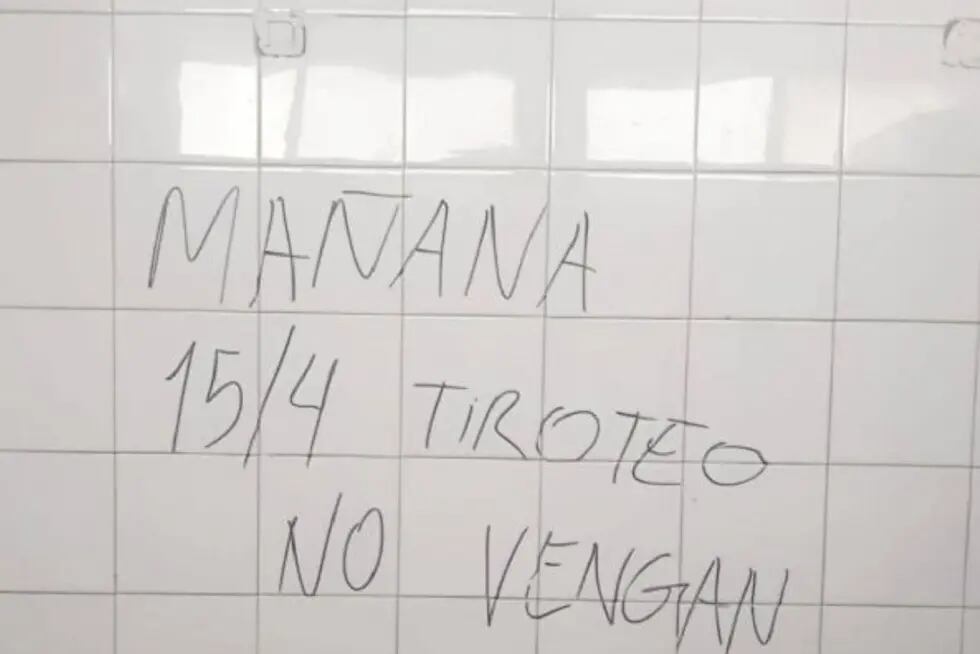 MAÑANA
15/4 TIROTEO
NO VENGAN